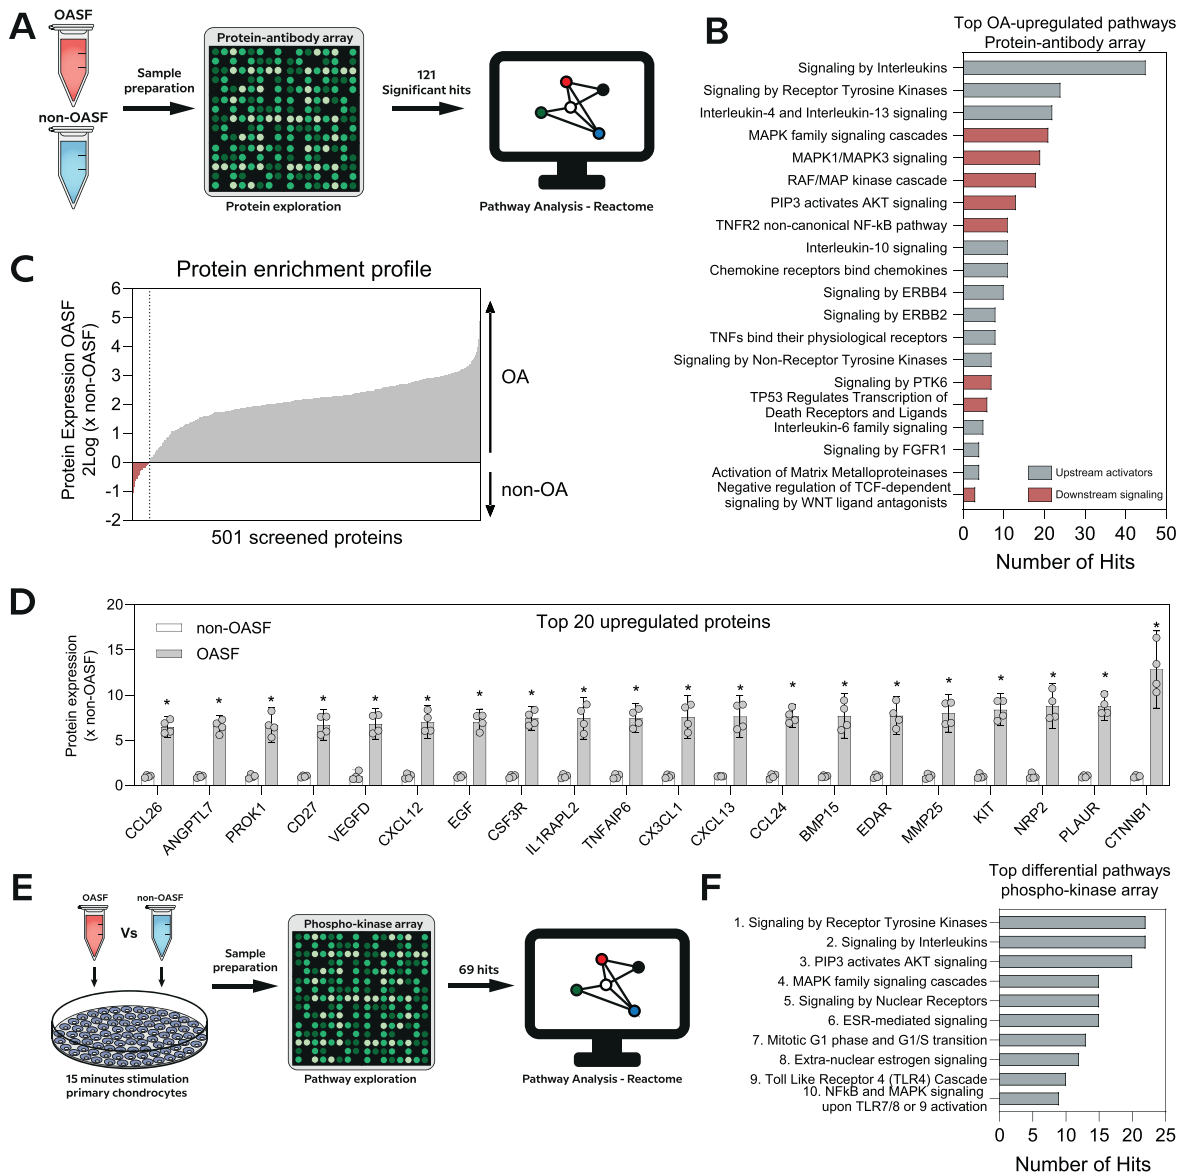 A
OASF
non-OASF
Sample
preparation
Protein-antibody array
Protein exploration
121
Significant hits
Pathway Analysis - Reactome
B
Top OA-upregulated pathways
Protein-antibody array
Signaling by Interleukins
Signaling by Receptor Tyrosine Kinases
Interleukin-4 and Interleukin-13 signaling
MAPK family signaling cascades
MAPK1/MAPK3 signaling
RAF/MAP kinase cascade
PIP3 activates AKT signaling
TNFR2 non-canonical NF-kB pathway
Interleukin-10 signaling
Chemokine receptors bind chemokines
Signaling by ERBB4
Signaling by ERBB2
TNFs bind their physiological receptors
Signaling by Non-Receptor Tyrosine Kinases
Signaling by PTK6
TP53 Regulates Transcription of
Death Receptors and Ligands
Interleukin-6 family signaling
Signaling by FGFR1
Activation of Matrix Metalloproteinases
Negative regulation of TCF-dependent
signaling by WNT ligand antagonists
Upstream activators
Downstream signaling
0 10 20 30 40 50
Number of Hits
C
Protein enrichment profile
Protein Expression OASF
2Log (x non-OASF)
6
5
4
3
2
1
0
-1
-2
OA
non-OA
501 screened proteins
D
Top 20 upregulated proteins
Protein expression
(x non-OASF)
20
15
10
5
0
non-OASF
OASF
* * * * * * * * * * * * * * * * * * * *
CCL26
ANGPTL7
PROK1
CD27
VEGFD
CXCL12
EGF
CSF3R
IL1RAPL2
TNFAIP6
CX3CL1
CXCL13
CCL24
BMP15
EDAR
MMP25
KIT
NRP2
PLAUR
CTNNB1
E
OASF
Vs
non-OASF
15 minutes stimulation
primary chondrocytes
Sample
preparation
Phospho-kinase array
Pathway exploration
69 hits
Pathway Analysis - Reactome
F
Top differential pathways
phospho-kinase array
1. Signaling by Receptor Tyrosine Kinases
2. Signaling by Interleukins
3. PIP3 activates AKT signaling
4. MAPK family signaling cascades
5. Signaling by Nuclear Receptors
6. ESR-mediated signaling
7. Mitotic G1 phase and G1/S transition
8. Extra-nuclear estrogen signaling
9. Toll Like Receptor 4 (TLR4) Cascade
10. NFkB and MAPK signaling
upon TLR7/8 or 9 activation
0 5 10 15 20 25
Number of Hits